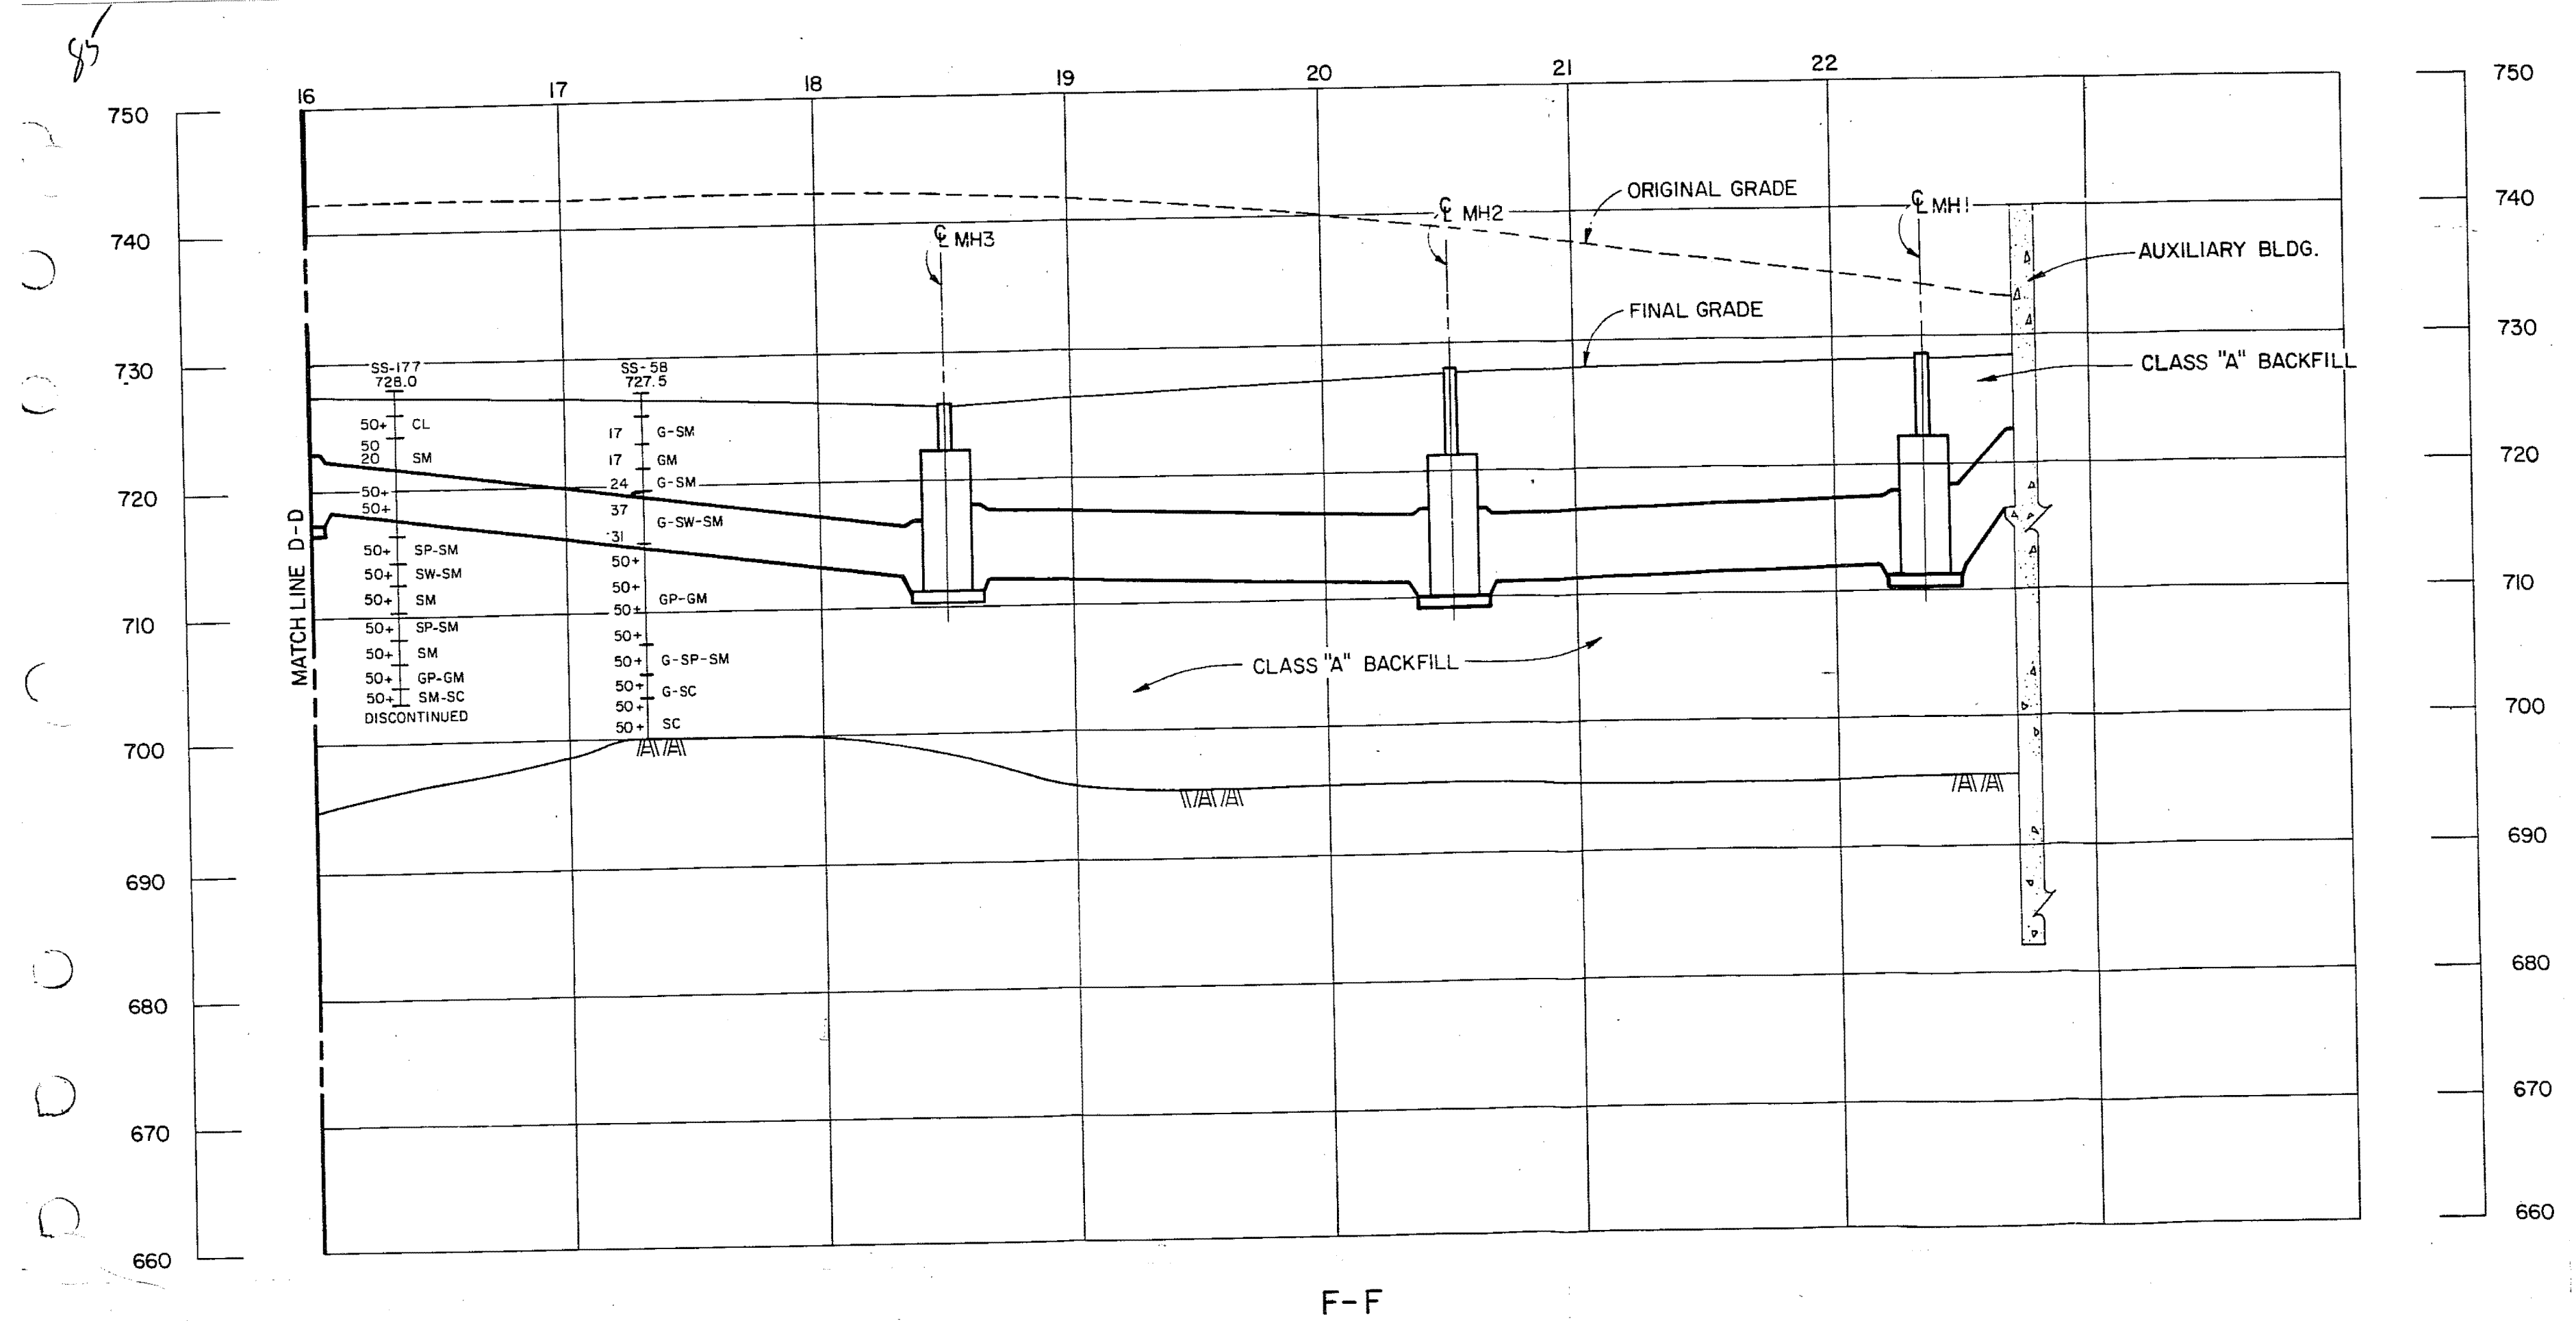 85
16 17 18 19 20 21 22
750 750
740 740
730 730
720 720
710 710
700 700
690 690
680 680
670 670
660 660
ORIGINAL GRADE
℄ MH3
℄ MH2
℄ MH1
AUXILIARY BLDG.
FINAL GRADE
CLASS "A" BACKFILL
MATCH LINE D-D
SS-177
728.0
50+ CL
50
20 SM
50+
50+
50+ SP-SM
50+ SW-SM
50+ SM
50+ SP-SM
50+ SM
50+ GP-GM
50+ SM-SC
DISCONTINUED
SS-58
727.5
17 G-SM
17 GM
24 G-SM
37
G-SW-SM
31
50+
50+
GP-GM
50+
50+
50+ G-SP-SM
50+ G-SC
50+
50+ SC
CLASS "A" BACKFILL
F-F